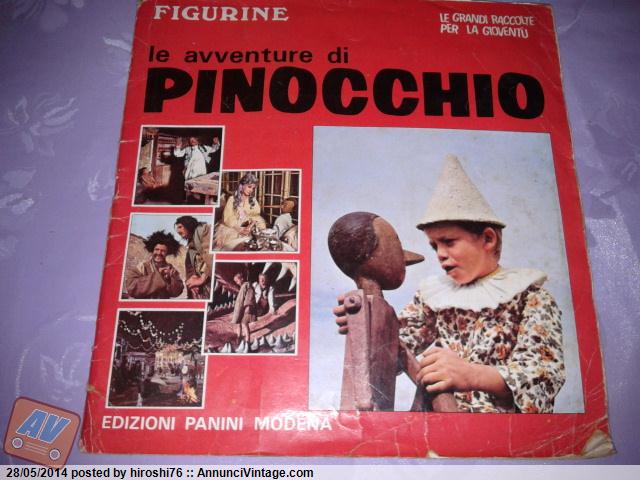 FIGURINE
LE GRANDI RACCOLTE
PER LA GIOVENTÙ
le avventure di
PINOCCHIO
EDIZIONI PANINI MODENA
AV
28/05/2014 posted by hiroshi76 :: AnnunciVintage.com